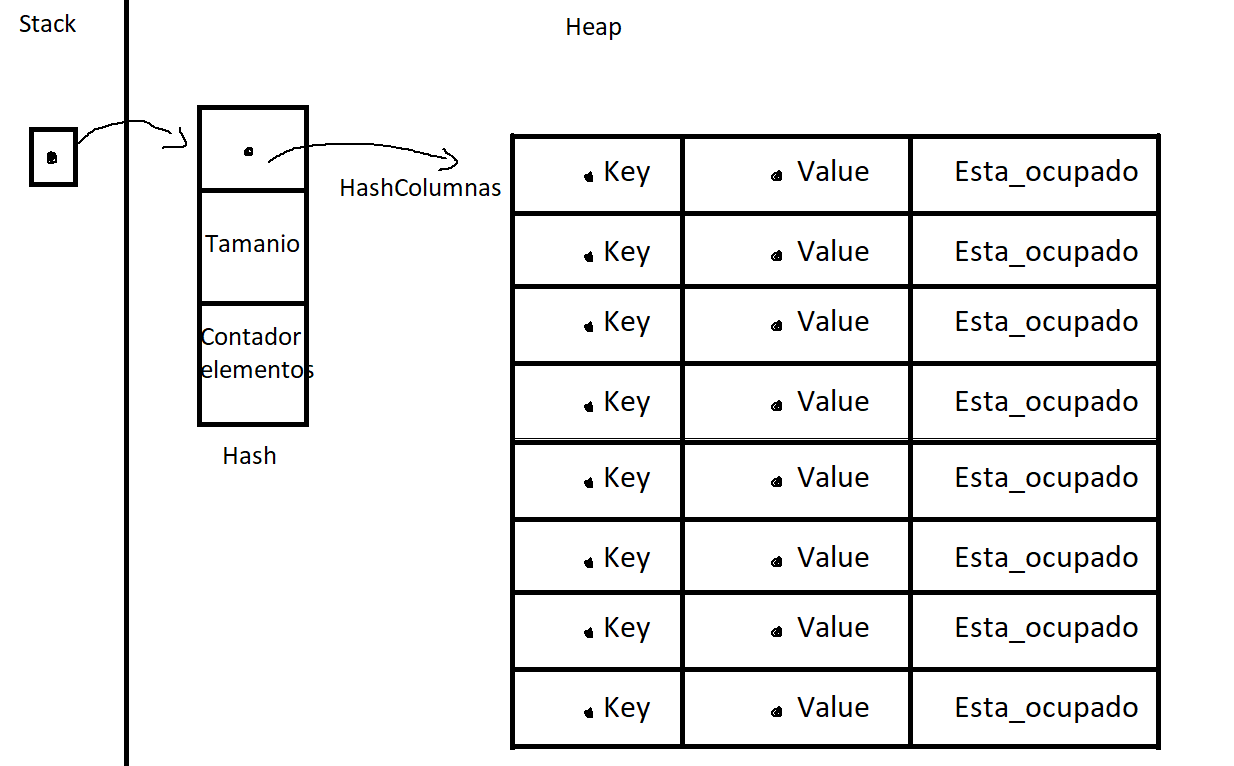 Stack
Heap
HashColumnas
Tamanio
Contador
elementos
Hash
Key Value Esta_ocupado
Key Value Esta_ocupado
Key Value Esta_ocupado
Key Value Esta_ocupado
Key Value Esta_ocupado
Key Value Esta_ocupado
Key Value Esta_ocupado
Key Value Esta_ocupado